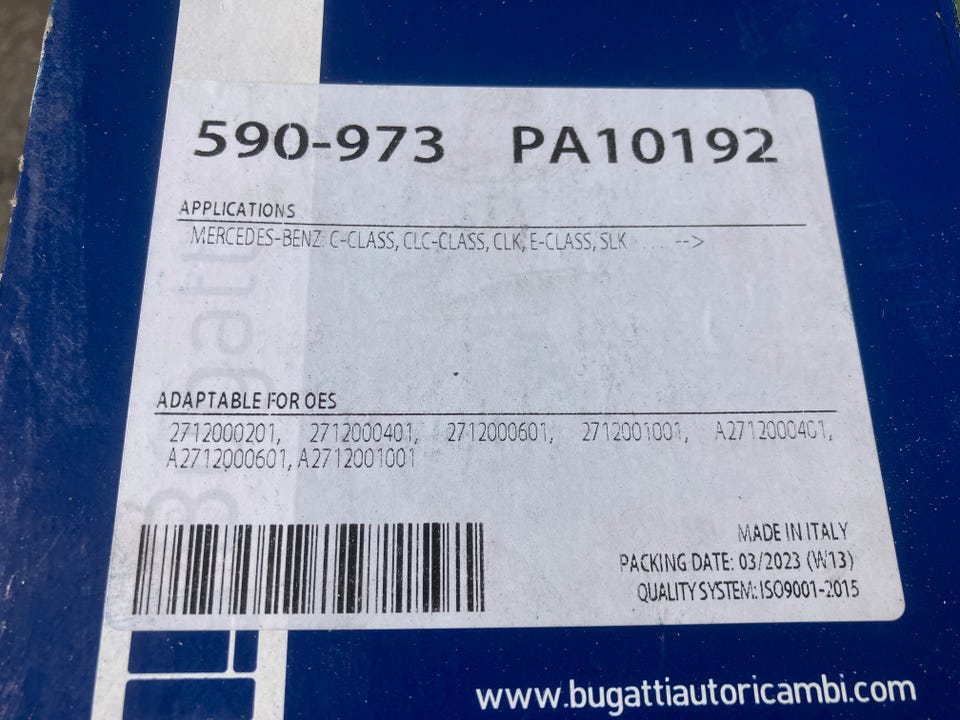 590-973 PA10192
APPLICATIONS
MERCEDES-BENZ: C-CLASS, CLC-CLASS, CLK, E-CLASS, SLK ..... -->
ADAPTABLE FOR OES
2712000201, 2712000401, 2712000601, 2712001001, A2712000401,
A2712000601, A2712001001
MADE IN ITALY
PACKING DATE: 03/2023 (W13)
QUALITY SYSTEM: ISO9001-2015
www.bugattiautoricambi.com
Bugatti